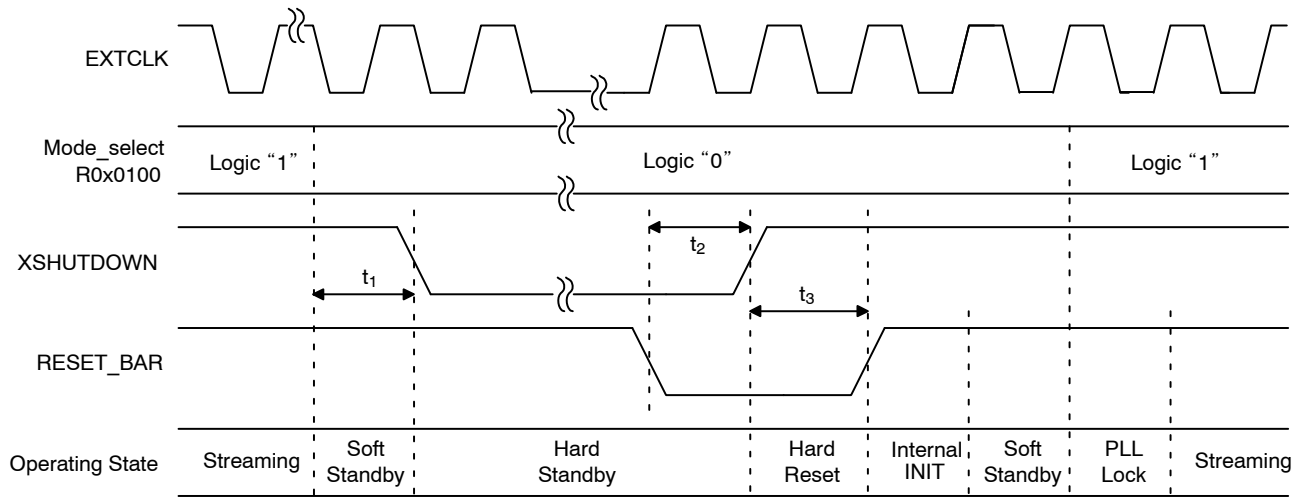 EXTCLK
Mode_select
R0x0100
Logic “1”
Logic “0”
Logic “1”
XSHUTDOWN
t1
t2
t3
RESET_BAR
Operating State
Streaming
Soft
Standby
Hard
Standby
Hard
Reset
Internal
INIT
Soft
Standby
PLL
Lock
Streaming